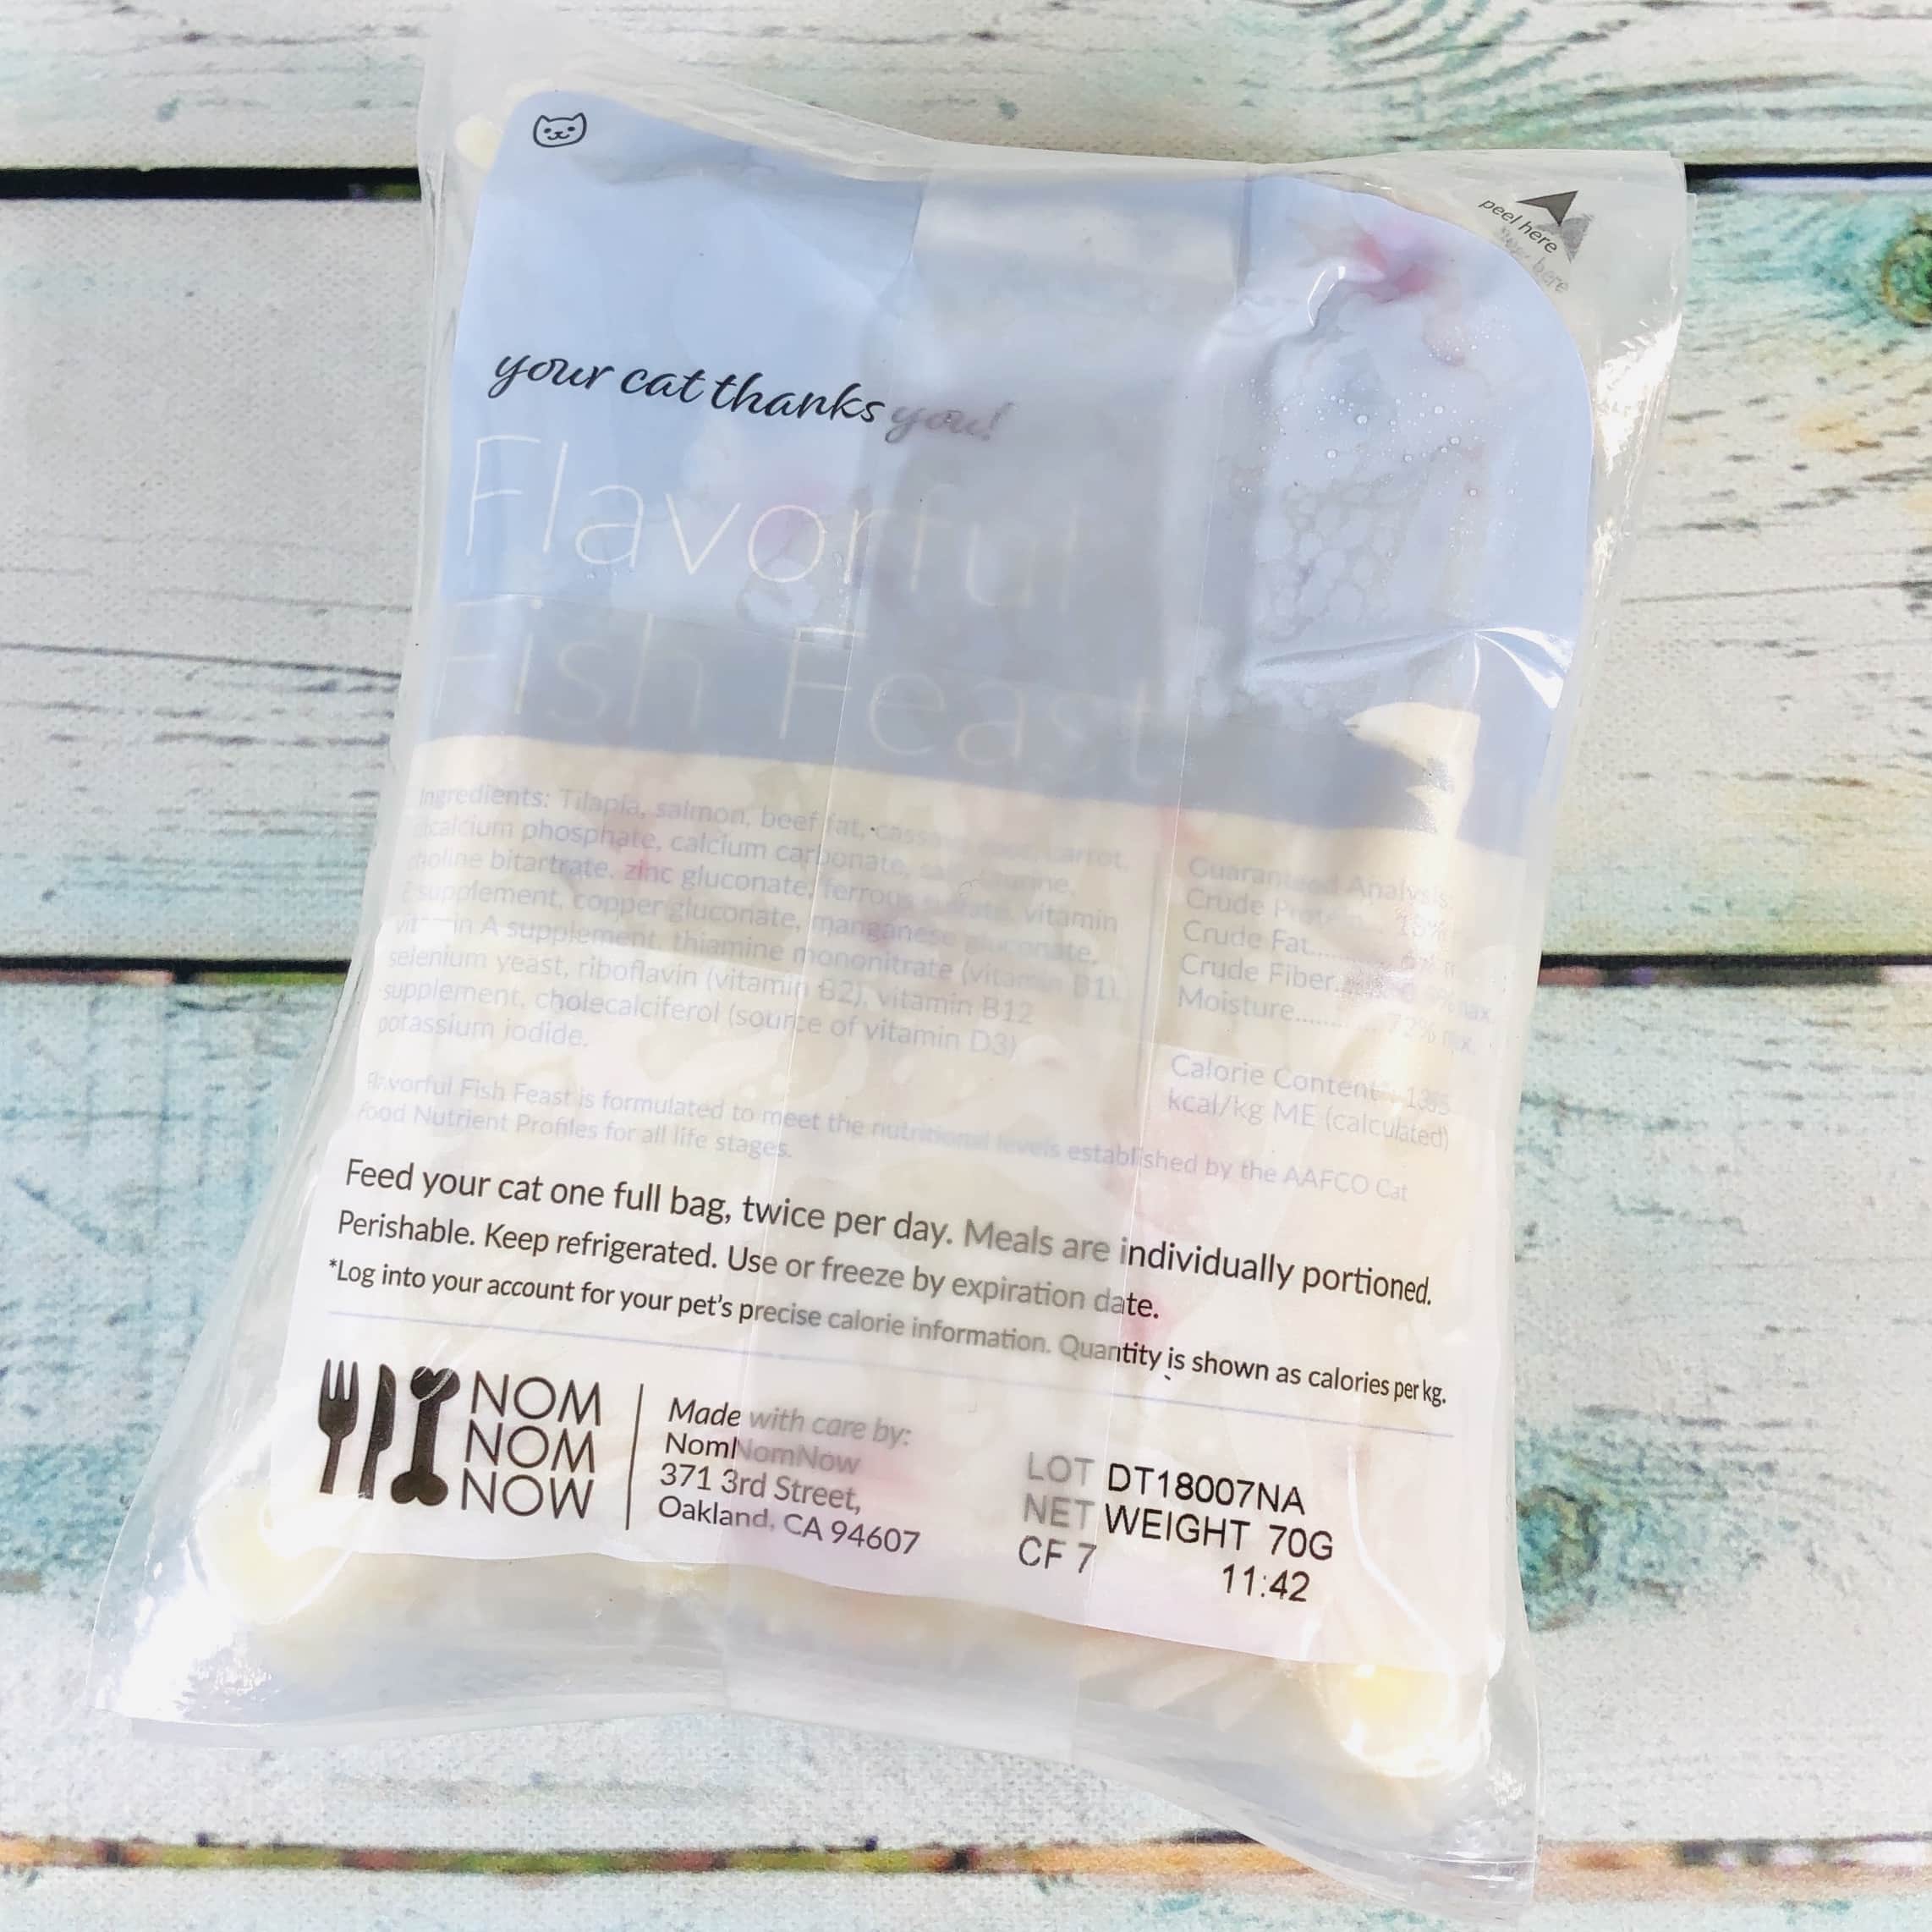 peel here
your cat thanks you!
Flavorful
Fish Feast
Ingredients: Tilapia, salmon, beef fat, carrot,
calcium phosphate, calcium carbonate,
choline bitartrate, zinc gluconate, ferrous vitamin
E supplement, copper gluconate, manganese gluconate,
A supplement, thiamine mononitrate (vitamin B1),
selenium yeast, riboflavin (vitamin B2), vitamin B12
supplement, cholecalciferol (source of vitamin D3)
potassium iodide.
Guaranteed Analysis:
Crude Protein
Crude Fat
Crude Fiber
Moisture
Calorie Content*:
kcal/kg ME (calculated)
Flavorful Fish Feast is formulated to meet the nutritional levels established by the AAFCO Cat
Food Nutrient Profiles for all life stages.
Feed your cat one full bag, twice per day. Meals are individually portioned.
Perishable. Keep refrigerated. Use or freeze by expiration date.
*Log into your account for your pet's precise calorie information. Quantity is shown as calories per kg.
NOM
NOM
NOW
Made with care by:
NomNomNow
371 3rd Street,
Oakland, CA 94607
LOT DT18007NA
NET WEIGHT 70G
CF 7
11:42